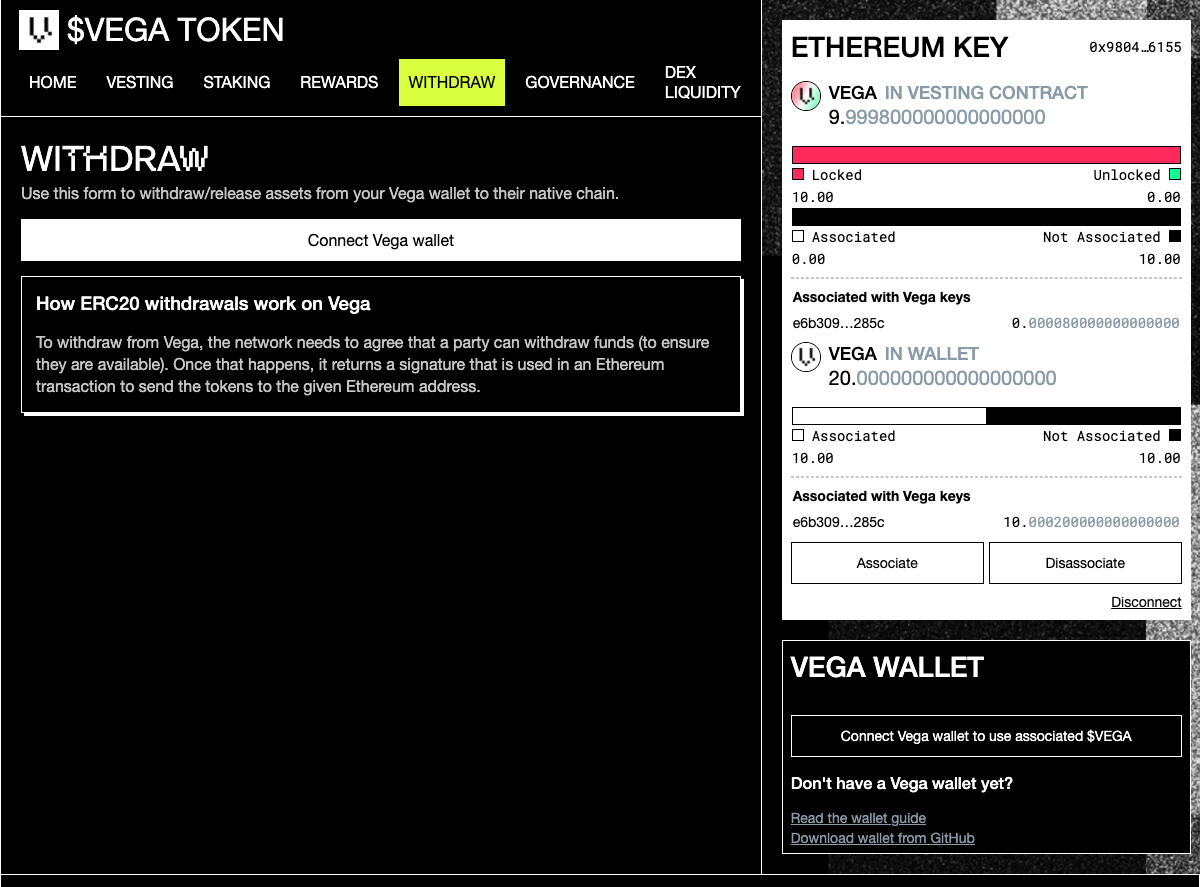 $VEGA TOKEN
HOME VESTING STAKING REWARDS WITHDRAW GOVERNANCE DEX LIQUIDITY
WITHDRAW
Use this form to withdraw/release assets from your Vega wallet to their native chain.
Connect Vega wallet
How ERC20 withdrawals work on Vega
To withdraw from Vega, the network needs to agree that a party can withdraw funds (to ensure
they are available). Once that happens, it returns a signature that is used in an Ethereum
transaction to send the tokens to the given Ethereum address.
ETHEREUM KEY 0x9804…6155
VEGA IN VESTING CONTRACT
9.999800000000000000
Locked Unlocked
10.00 0.00
Associated Not Associated
0.00 10.00
Associated with Vega keys
e6b309…285c 0.000080000000000000
VEGA IN WALLET
20.000000000000000000
Associated Not Associated
10.00 10.00
Associated with Vega keys
e6b309…285c 10.000200000000000000
Associate Disassociate
Disconnect
VEGA WALLET
Connect Vega wallet to use associated $VEGA
Don't have a Vega wallet yet?
Read the wallet guide
Download wallet from GitHub